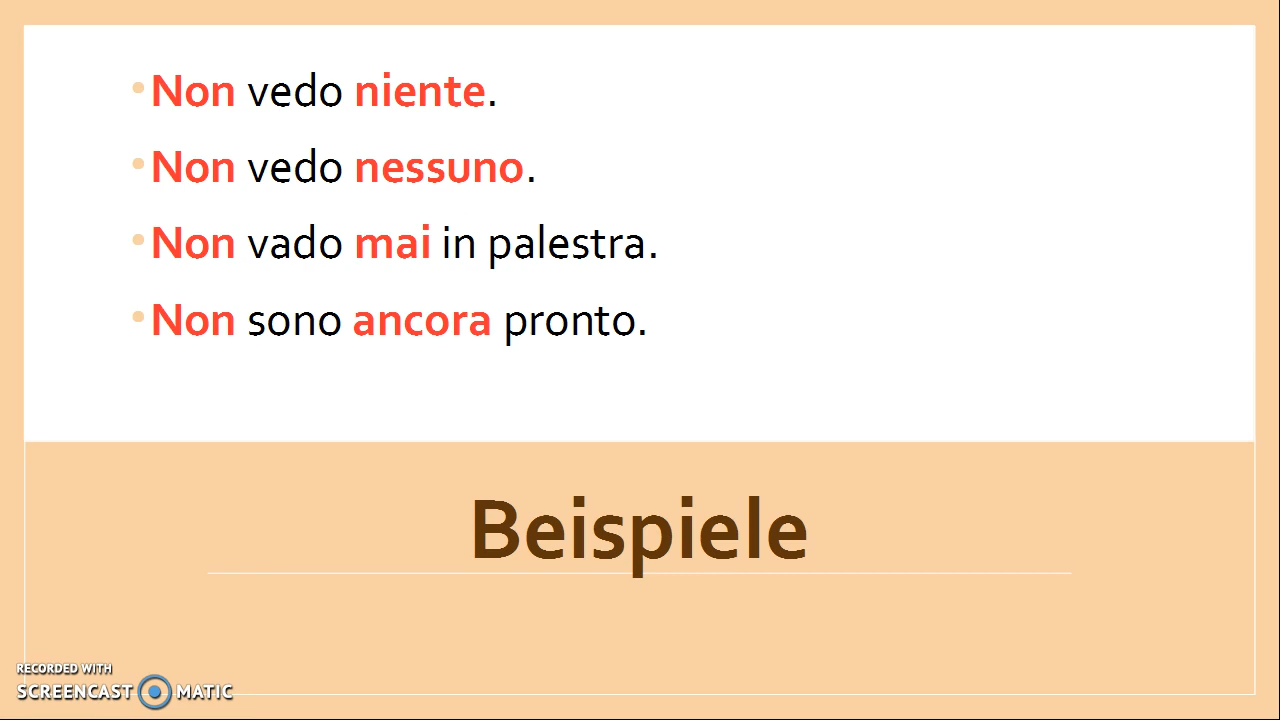 • Non vedo niente.
• Non vedo nessuno.
• Non vado mai in palestra.
• Non sono ancora pronto.
Beispiele
RECORDED WITH
SCREENCAST MATIC